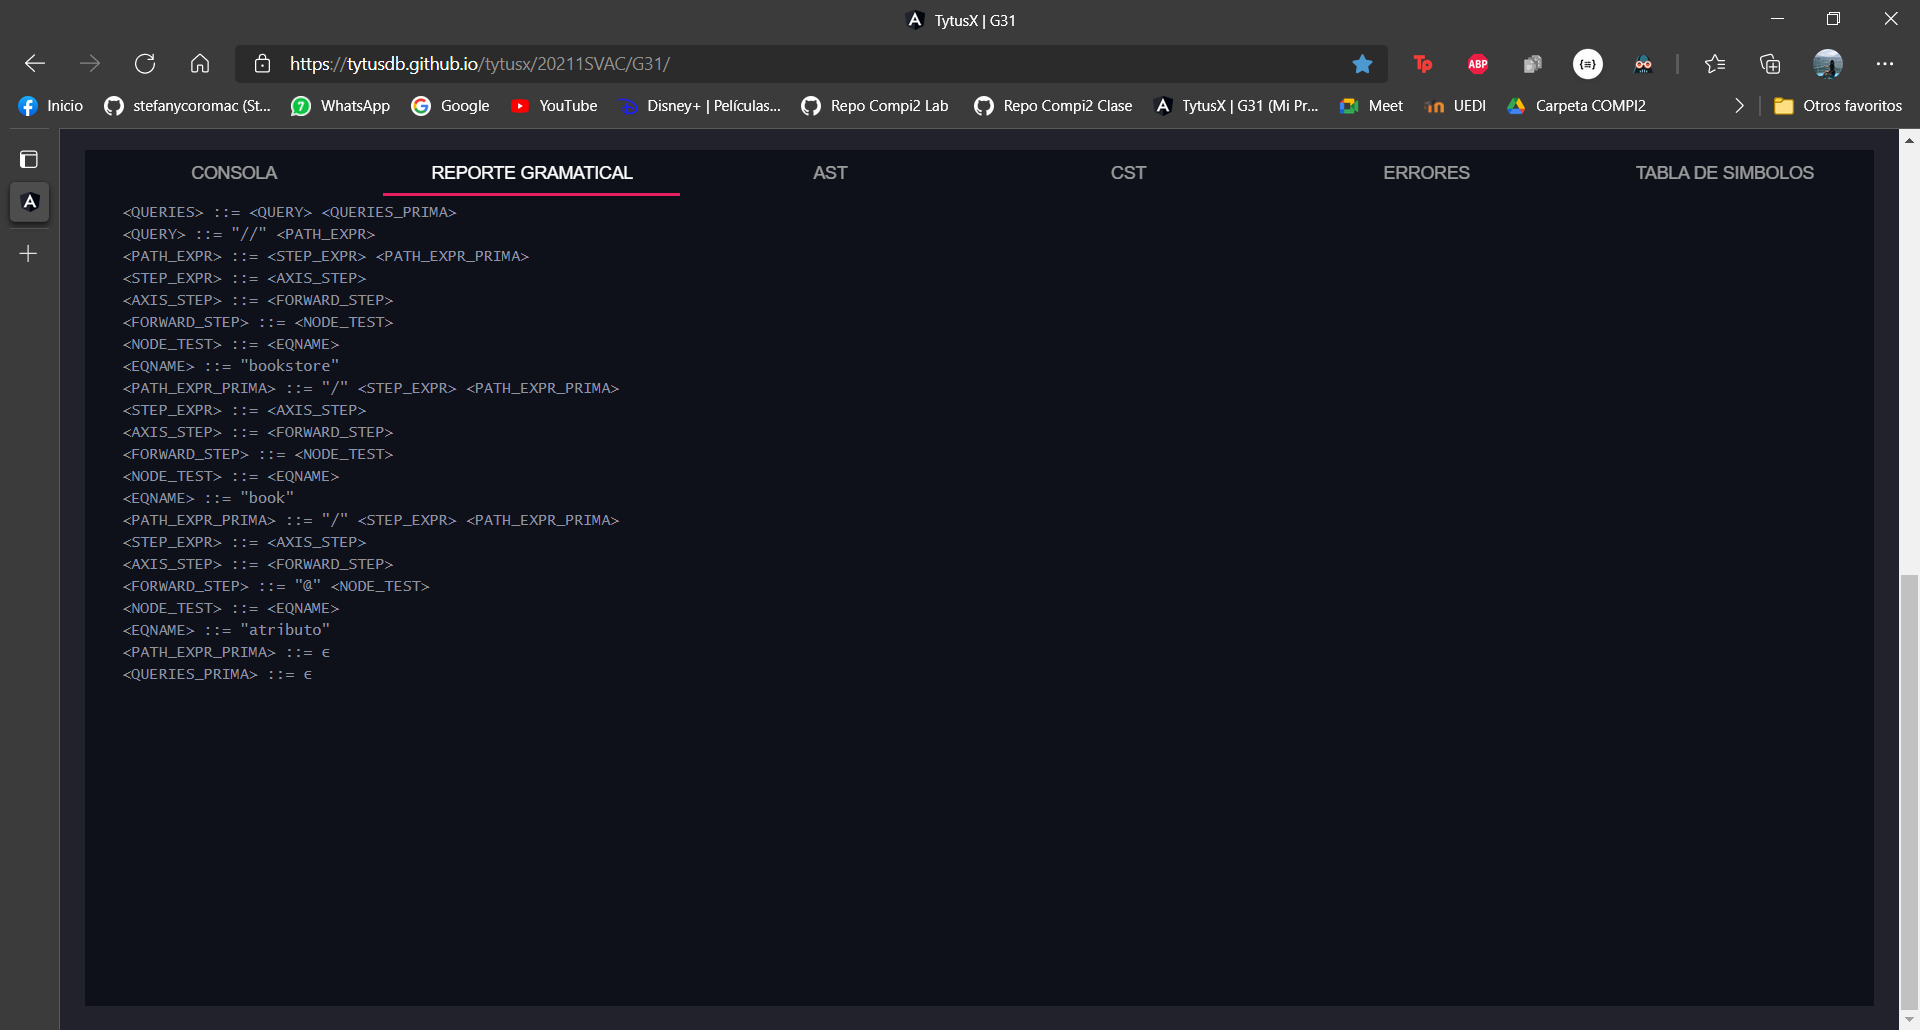 TytusX | G31
https://tytusdb.github.io/tytusx/20211SVAC/G31/
Tp ABP {≡}
Inicio stefanycoromac (St... 7 WhatsApp Google YouTube Disney+ | Películas... Repo Compi2 Lab Repo Compi2 Clase TytusX | G31 (Mi Pr... Meet UEDI Carpeta COMPI2 Otros favoritos
CONSOLA REPORTE GRAMATICAL AST CST ERRORES TABLA DE SIMBOLOS
<QUERIES> ::= <QUERY> <QUERIES_PRIMA>
<QUERY> ::= "//" <PATH_EXPR>
<PATH_EXPR> ::= <STEP_EXPR> <PATH_EXPR_PRIMA>
<STEP_EXPR> ::= <AXIS_STEP>
<AXIS_STEP> ::= <FORWARD_STEP>
<FORWARD_STEP> ::= <NODE_TEST>
<NODE_TEST> ::= <EQNAME>
<EQNAME> ::= "bookstore"
<PATH_EXPR_PRIMA> ::= "/" <STEP_EXPR> <PATH_EXPR_PRIMA>
<STEP_EXPR> ::= <AXIS_STEP>
<AXIS_STEP> ::= <FORWARD_STEP>
<FORWARD_STEP> ::= <NODE_TEST>
<NODE_TEST> ::= <EQNAME>
<EQNAME> ::= "book"
<PATH_EXPR_PRIMA> ::= "/" <STEP_EXPR> <PATH_EXPR_PRIMA>
<STEP_EXPR> ::= <AXIS_STEP>
<AXIS_STEP> ::= <FORWARD_STEP>
<FORWARD_STEP> ::= "@" <NODE_TEST>
<NODE_TEST> ::= <EQNAME>
<EQNAME> ::= "atributo"
<PATH_EXPR_PRIMA> ::= ϵ
<QUERIES_PRIMA> ::= ϵ